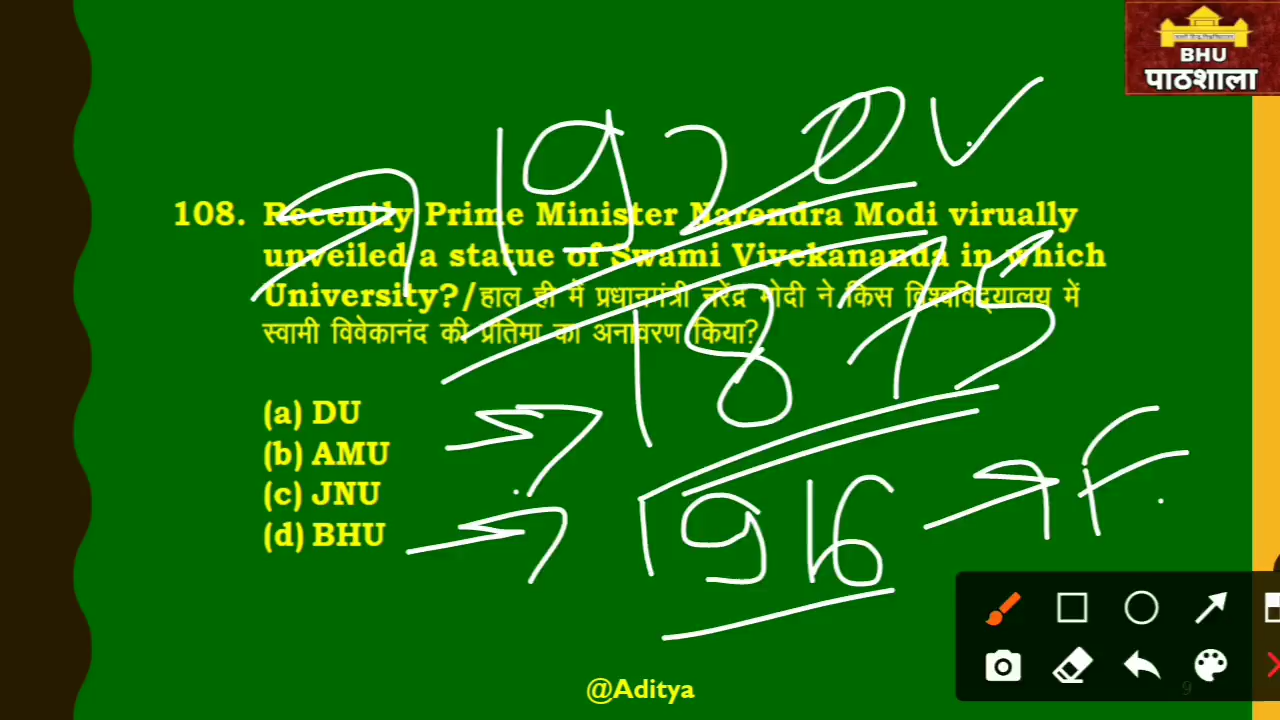 BHU
पाठशाला
1920
108. Recently Prime Minister Narendra Modi virually
unveiled a statue of Swami Vivekananda in which
University?/हाल ही में प्रधानमंत्री नरेंद्र मोदी ने किस विश्वविद्यालय में
स्वामी विवेकानंद की प्रतिमा का अनावरण किया?
1875
(a) DU
(b) AMU
(c) JNU
(d) BHU
1916
F
@Aditya
9